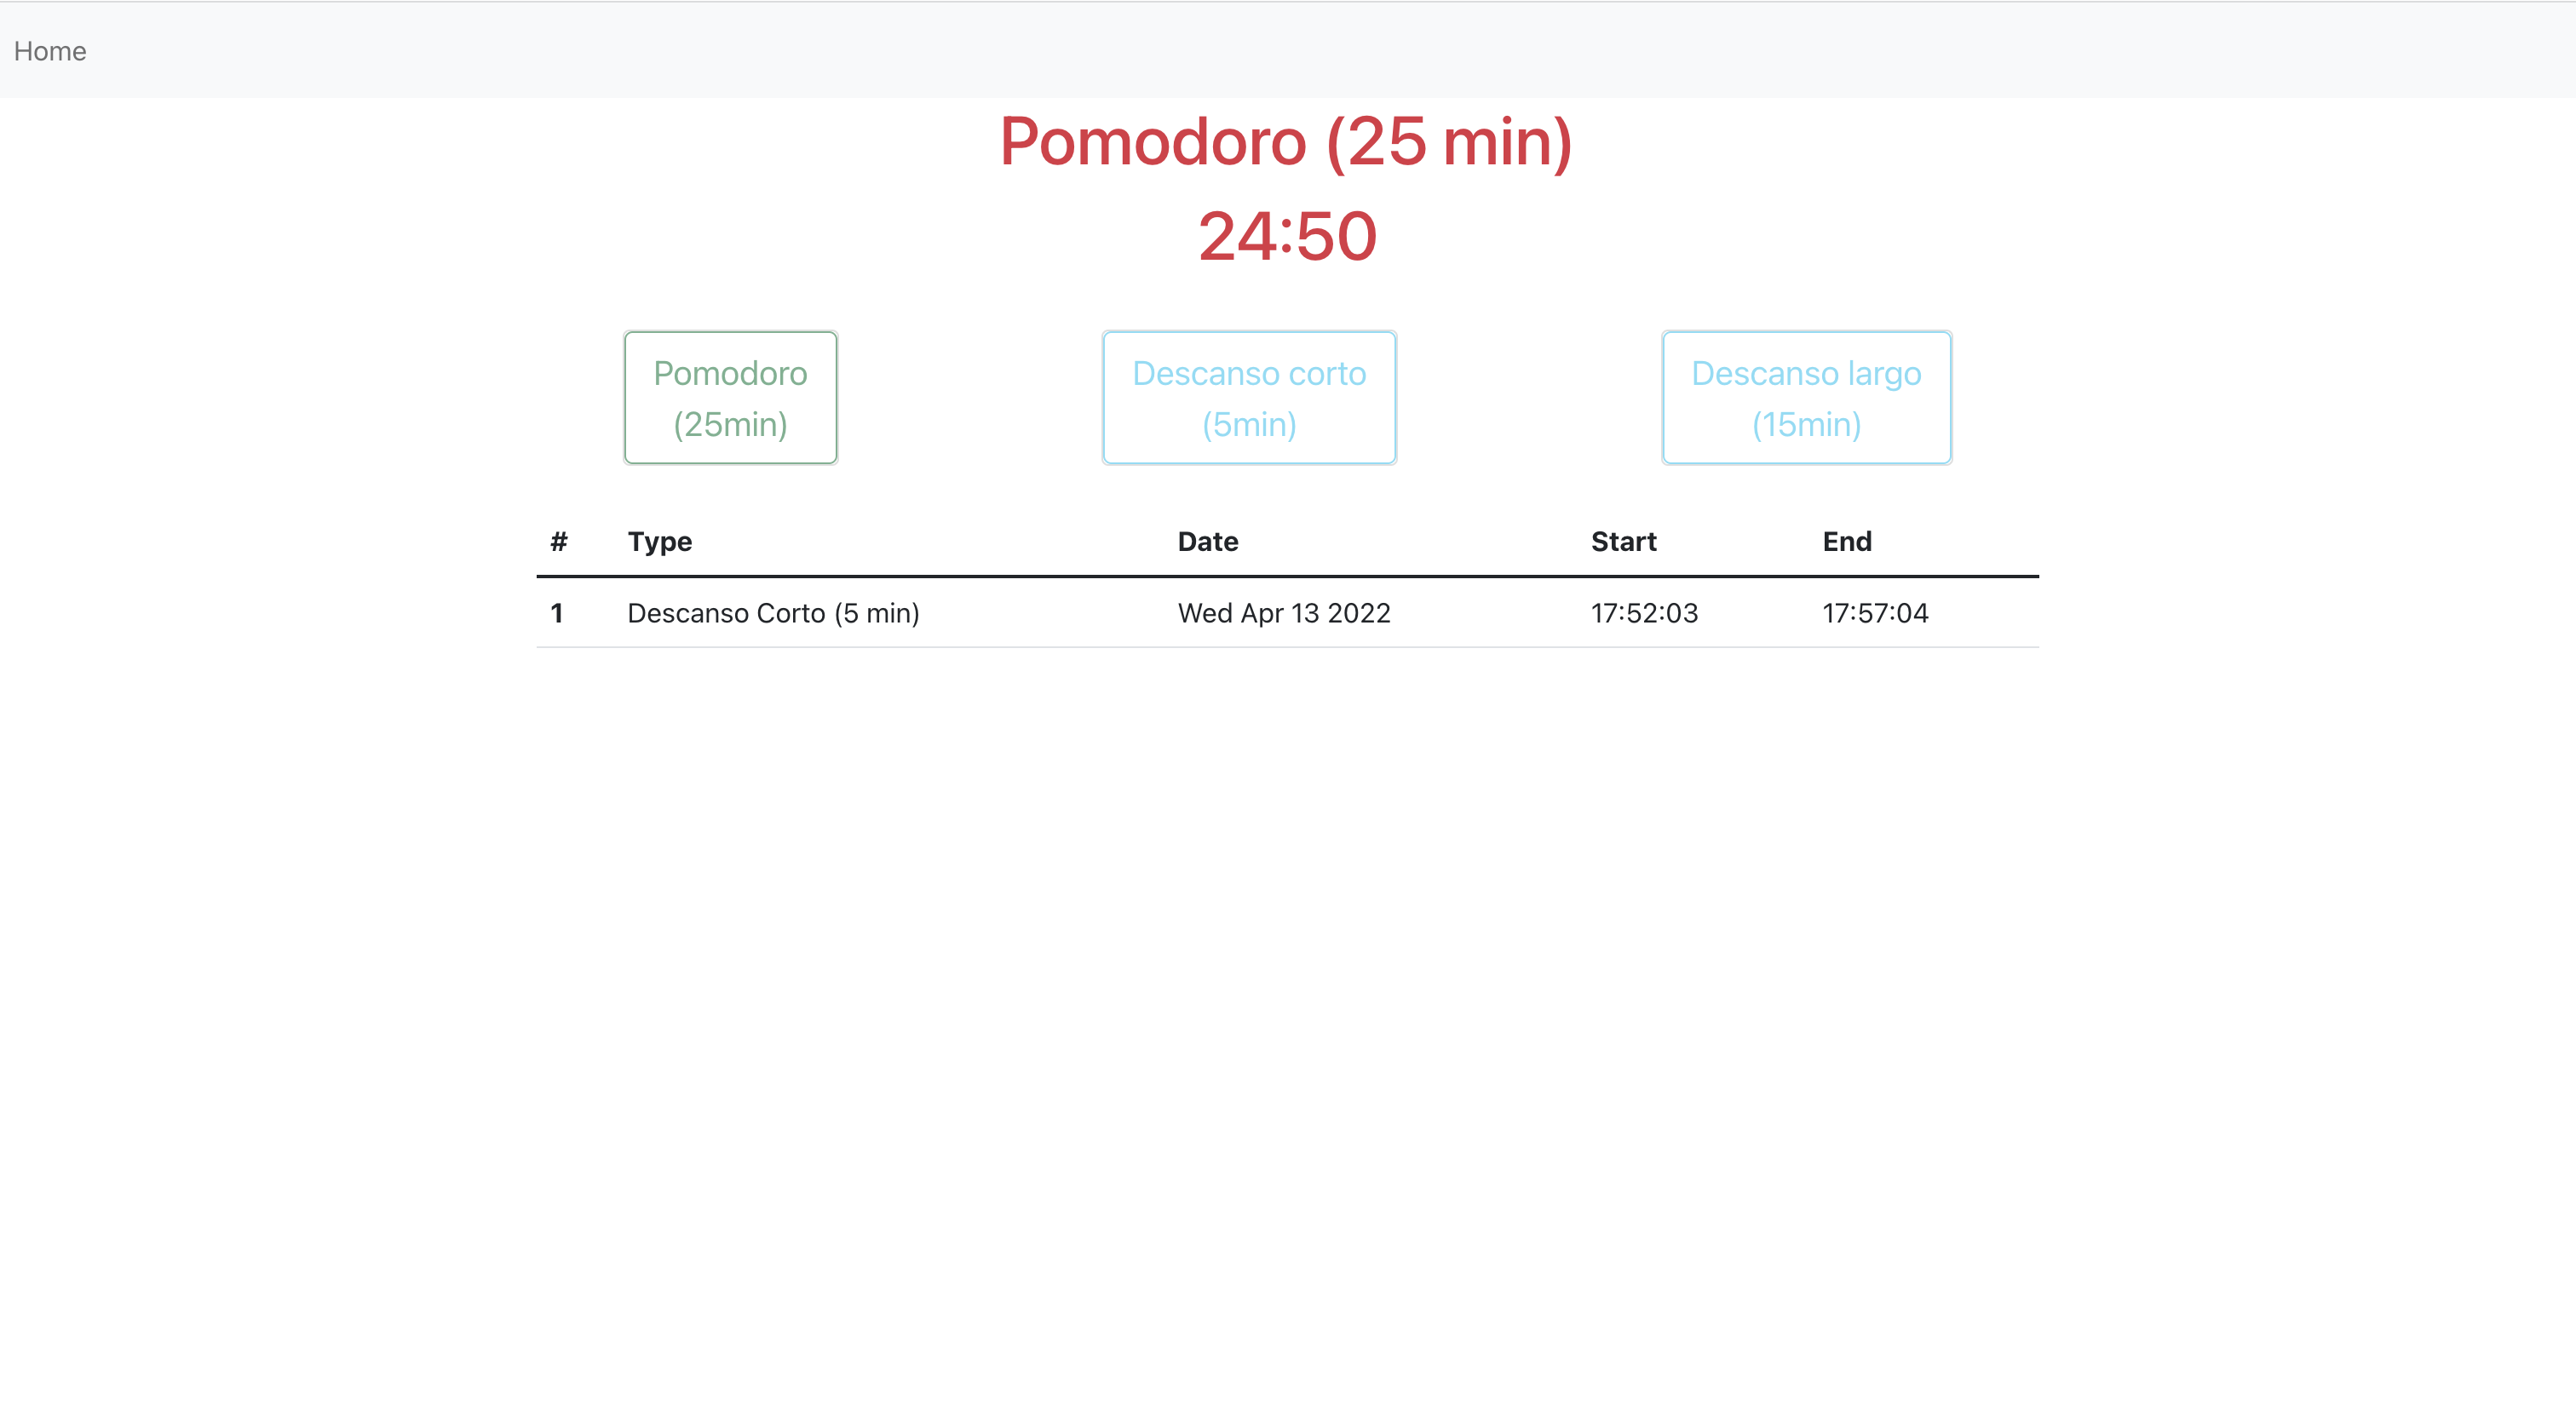 Home
Pomodoro (25 min)
24:50
Pomodoro
(25min)
Descanso corto
(5min)
Descanso largo
(15min)
# Type Date Start End
1 Descanso Corto (5 min) Wed Apr 13 2022 17:52:03 17:57:04